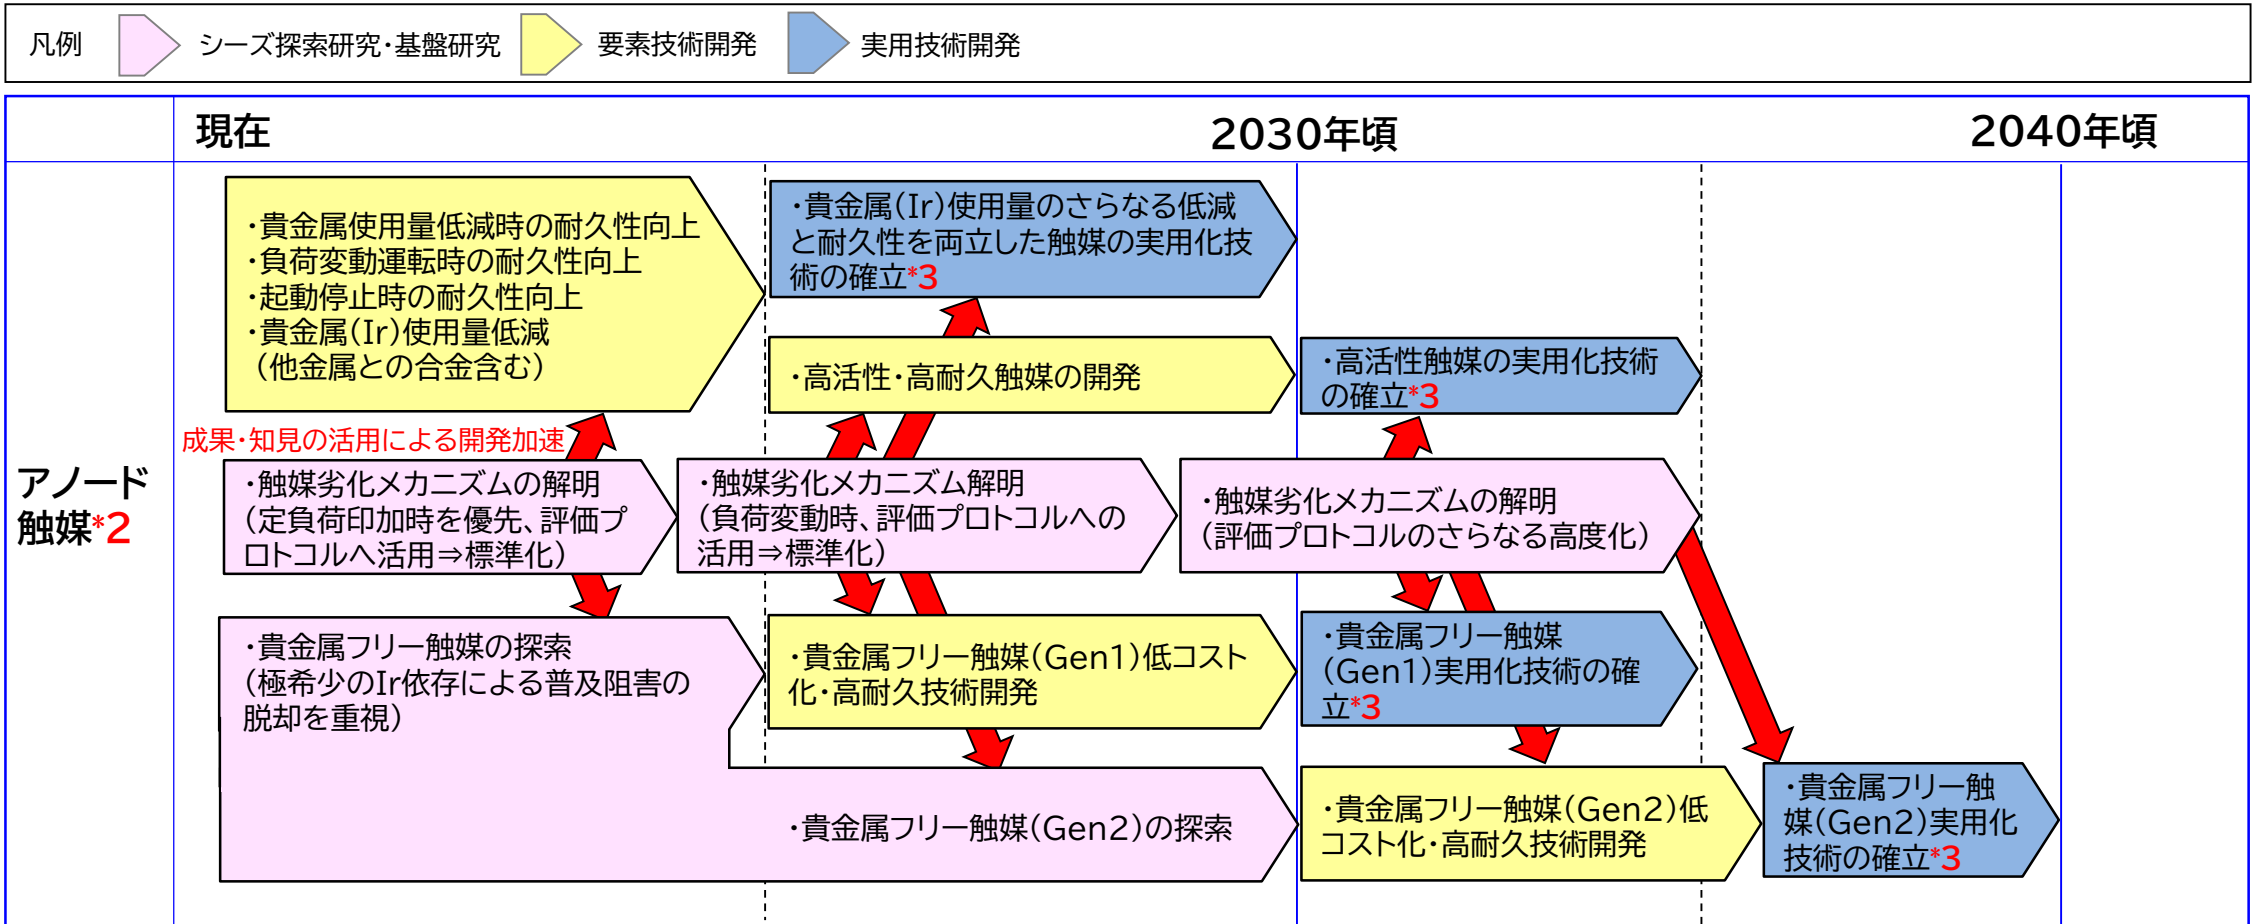 凡例
シーズ探索研究・基盤研究
要素技術開発
実用技術開発
現在
2030年頃
2040年頃
アノード
触媒*2
・貴金属使用量低減時の耐久性向上
・負荷変動運転時の耐久性向上
・起動停止時の耐久性向上
・貴金属(Ir)使用量低減
(他金属との合金含む)
・貴金属(Ir)使用量のさらなる低減
と耐久性を両立した触媒の実用化技
術の確立*3
・高活性・高耐久触媒の開発
・高活性触媒の実用化技術
の確立*3
成果・知見の活用による開発加速
・触媒劣化メカニズムの解明
(定負荷印加時を優先、評価プ
ロトコルへ活用⇒標準化)
・触媒劣化メカニズム解明
(負荷変動時、評価プロトコルへの
活用⇒標準化)
・触媒劣化メカニズムの解明
(評価プロトコルのさらなる高度化)
・貴金属フリー触媒の探索
(極希少のIr依存による普及阻害の
脱却を重視)
・貴金属フリー触媒(Gen1)低コスト
化・高耐久技術開発
・貴金属フリー触媒
(Gen1)実用化技術の確
立*3
・貴金属フリー触媒(Gen2)の探索
・貴金属フリー触媒(Gen2)低
コスト化・高耐久技術開発
・貴金属フリー触
媒(Gen2)実用化
技術の確立*3